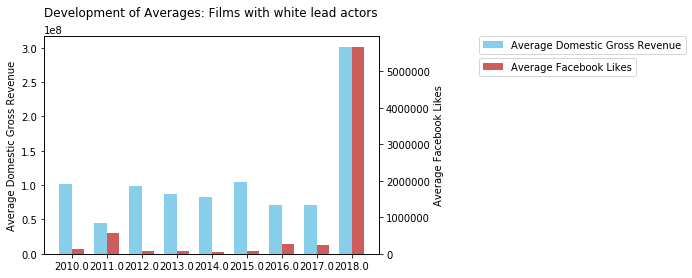 Development of Averages: Films with white lead actors
1e8
Average Domestic Gross Revenue
3.0
2.5
2.0
1.5
1.0
0.5
0.0
2010.0 2011.0 2012.0 2013.0 2014.0 2015.0 2016.0 2017.0 2018.0
5000000
4000000
3000000
2000000
1000000
0
Average Facebook Likes
Average Domestic Gross Revenue
Average Facebook Likes